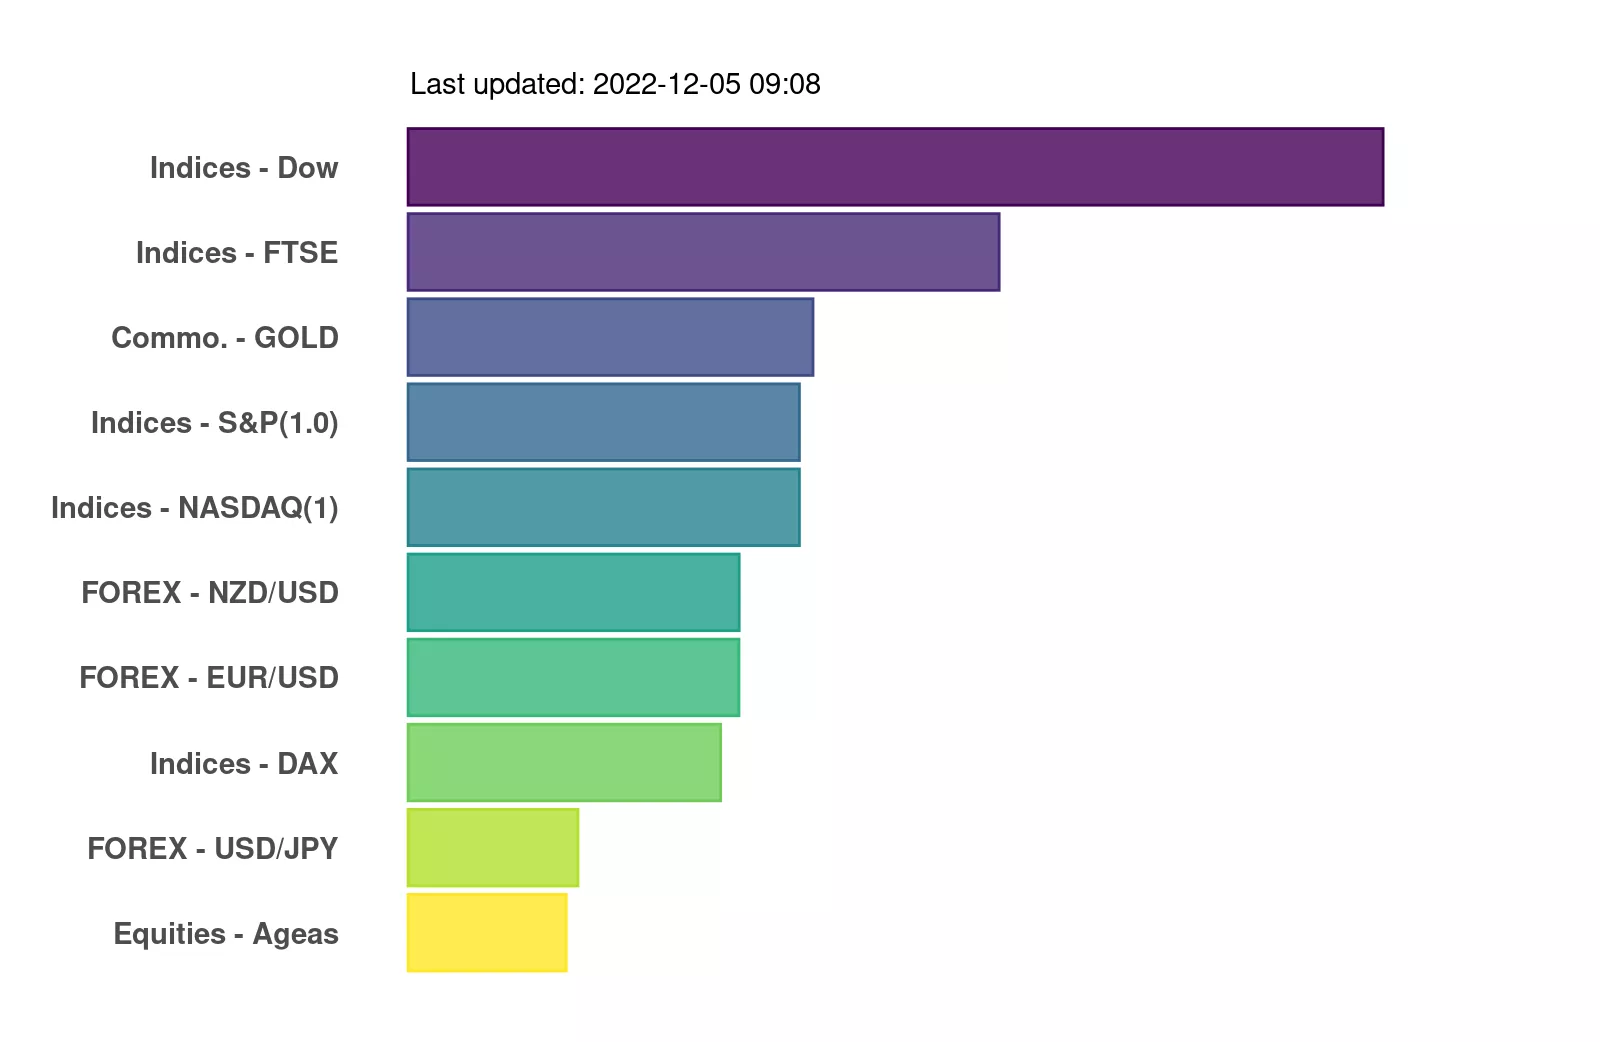 Last updated: 2022-12-05 09:08
Indices - Dow
Indices - FTSE
Commo. - GOLD
Indices - S&P(1.0)
Indices - NASDAQ(1)
FOREX - NZD/USD
FOREX - EUR/USD
Indices - DAX
FOREX - USD/JPY
Equities - Ageas